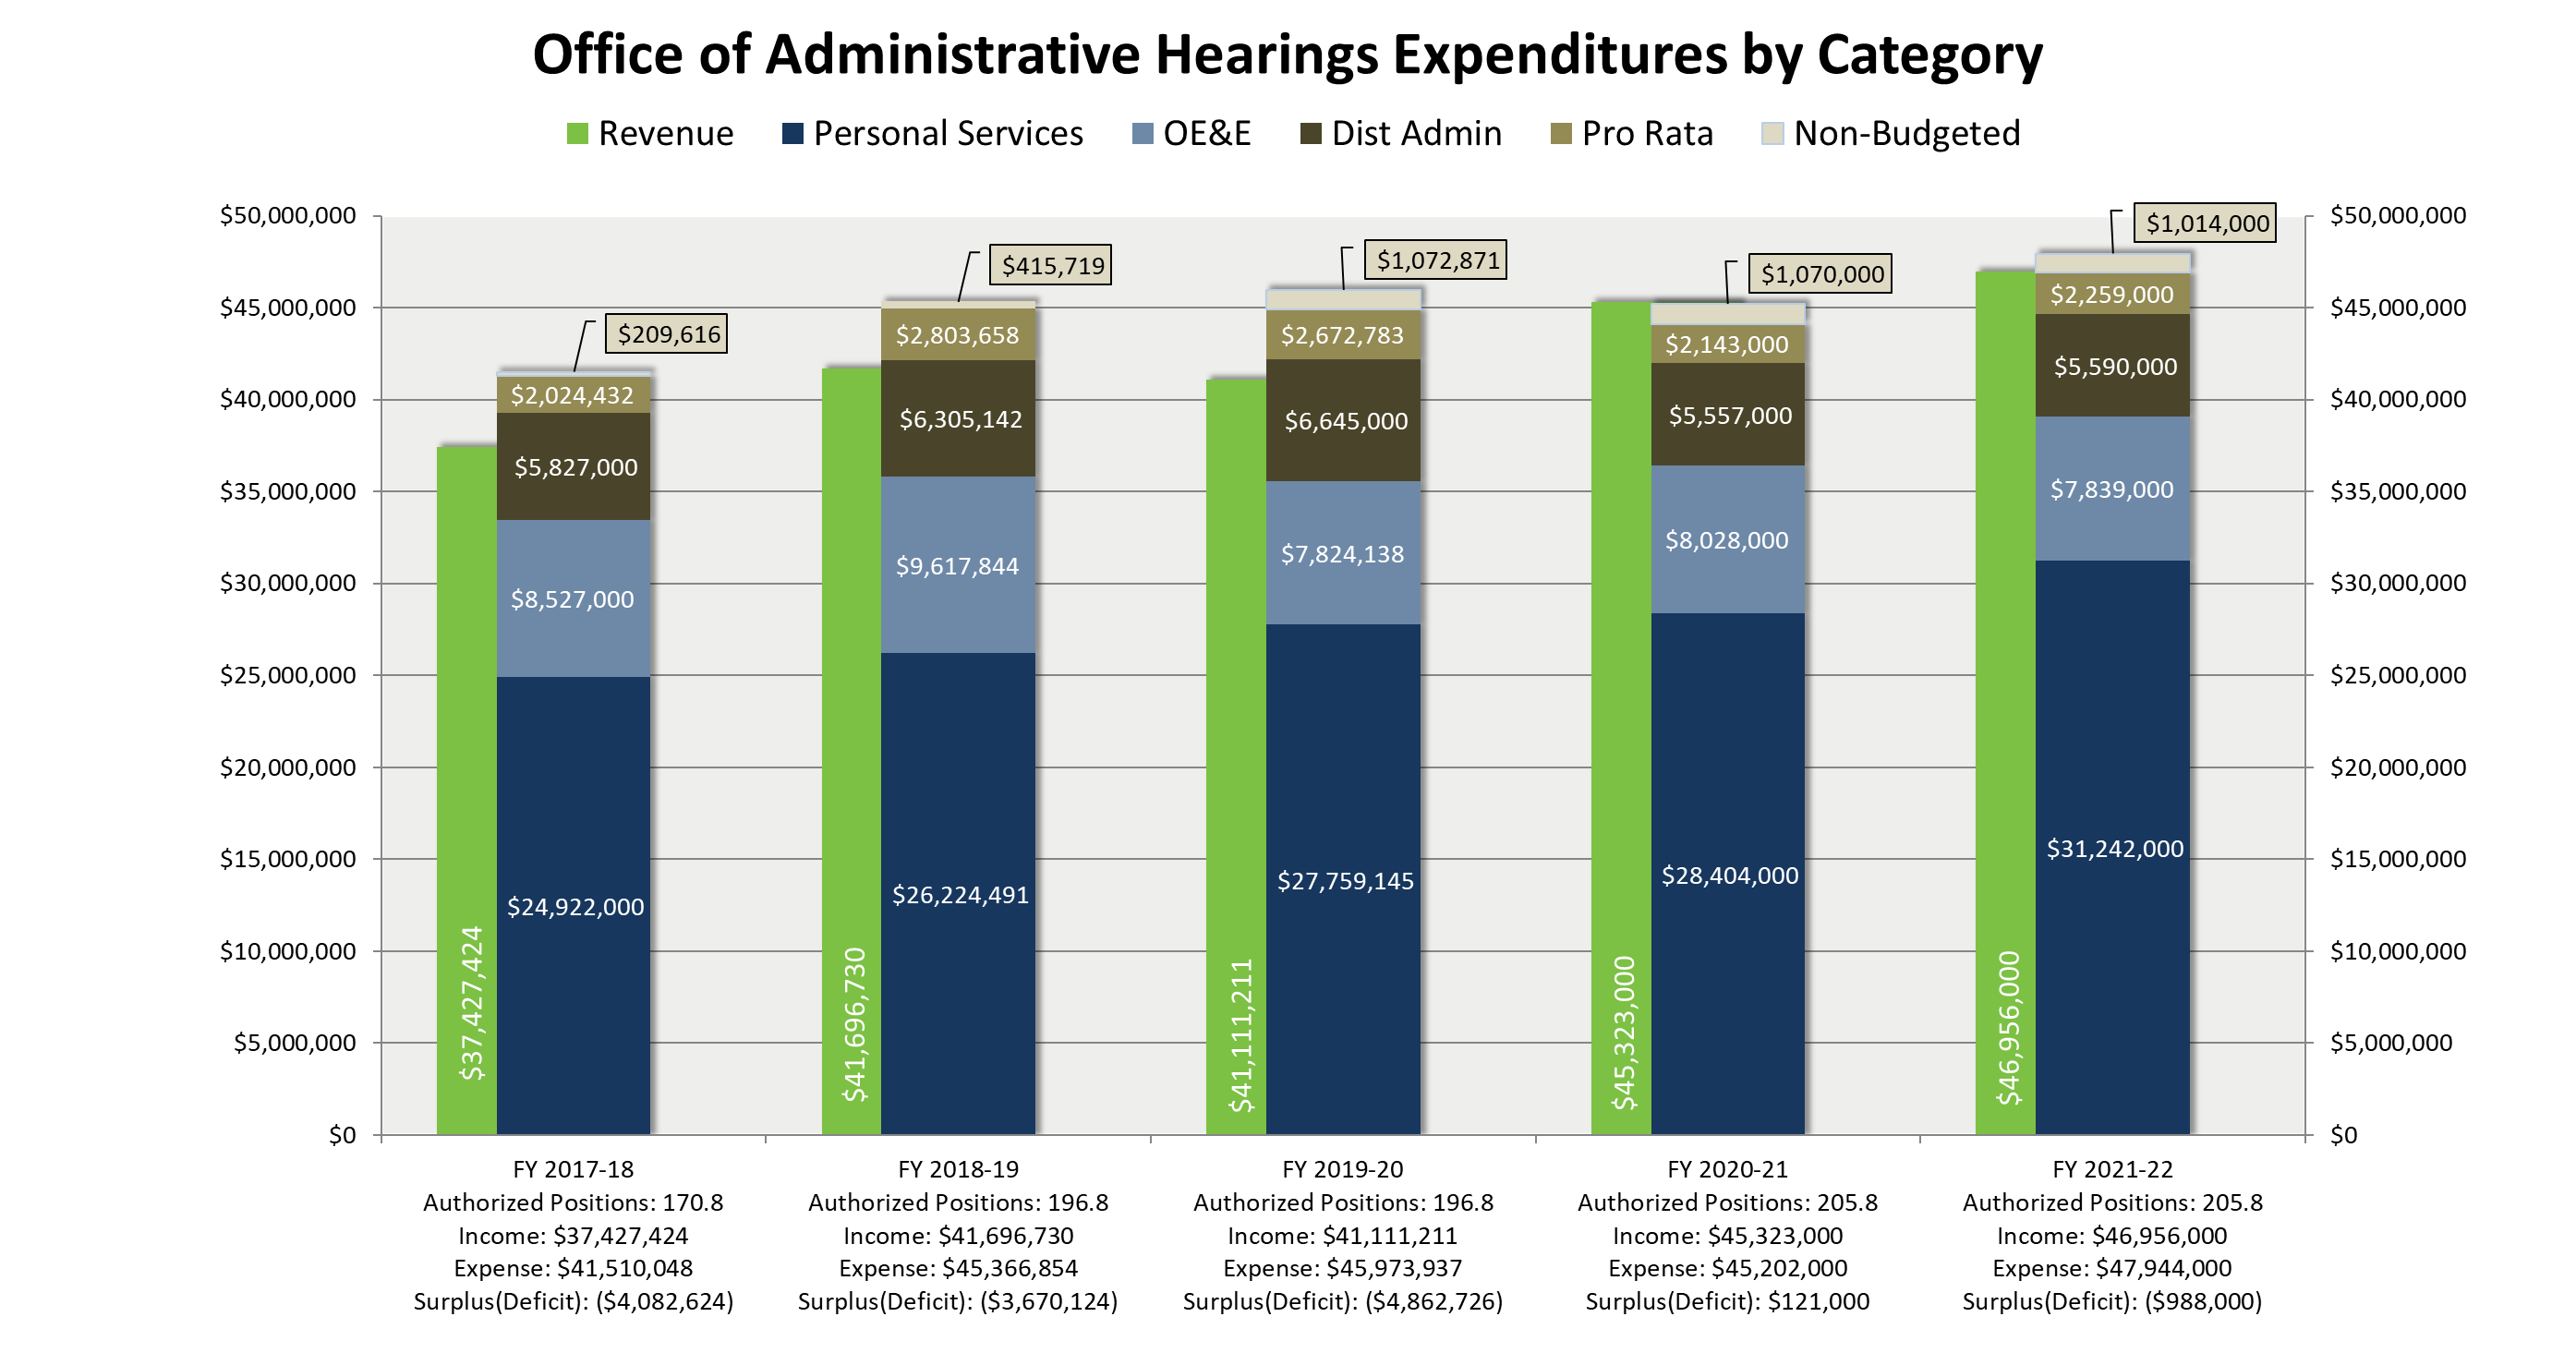 Office of Administrative Hearings Expenditures by Category
Revenue Personal Services OE&E Dist Admin Pro Rata Non-Budgeted
$50,000,000
$45,000,000
$40,000,000
$35,000,000
$30,000,000
$25,000,000
$20,000,000
$15,000,000
$10,000,000
$5,000,000
$0
$37,427,424
$209,616
$2,024,432
$5,827,000
$8,527,000
$24,922,000
$41,696,730
$415,719
$2,803,658
$6,305,142
$9,617,844
$26,224,491
$41,111,211
$1,072,871
$2,672,783
$6,645,000
$7,824,138
$27,759,145
$45,323,000
$1,070,000
$2,143,000
$5,557,000
$8,028,000
$28,404,000
$46,956,000
$1,014,000
$2,259,000
$5,590,000
$7,839,000
$31,242,000
$50,000,000
$45,000,000
$40,000,000
$35,000,000
$30,000,000
$25,000,000
$20,000,000
$15,000,000
$10,000,000
$5,000,000
$0
FY 2017-18
Authorized Positions: 170.8
Income: $37,427,424
Expense: $41,510,048
Surplus(Deficit): ($4,082,624)
FY 2018-19
Authorized Positions: 196.8
Income: $41,696,730
Expense: $45,366,854
Surplus(Deficit): ($3,670,124)
FY 2019-20
Authorized Positions: 196.8
Income: $41,111,211
Expense: $45,973,937
Surplus(Deficit): ($4,862,726)
FY 2020-21
Authorized Positions: 205.8
Income: $45,323,000
Expense: $45,202,000
Surplus(Deficit): $121,000
FY 2021-22
Authorized Positions: 205.8
Income: $46,956,000
Expense: $47,944,000
Surplus(Deficit): ($988,000)